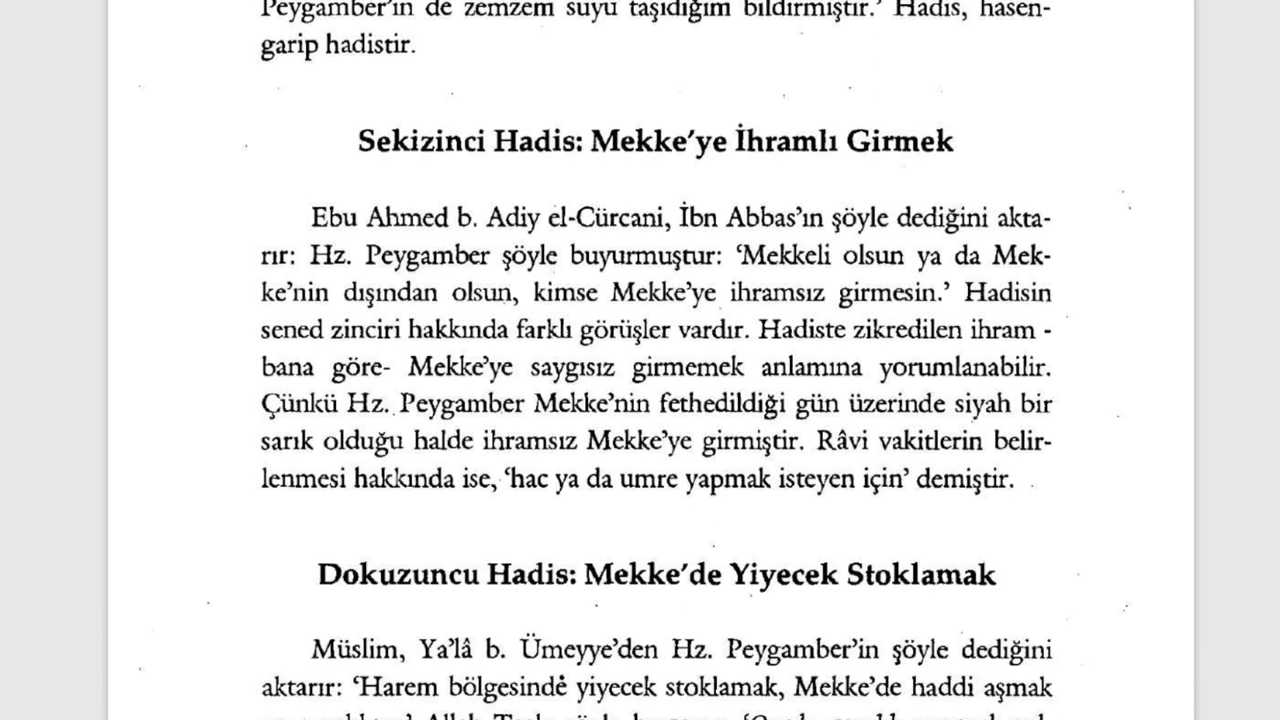 Peygamber'in de zemzem suyu taşıdığım bildirmiştir.' Hadis, hasen-
garip hadistir.
Sekizinci Hadis: Mekke'ye İhramlı Girmek
Ebu Ahmed b. Adiy el-Cürcani, İbn Abbas'ın şöyle dediğini akta-
rır: Hz. Peygamber şöyle buyurmuştur: 'Mekkeli olsun ya da Mek-
ke'nin dışından olsun, kimse Mekke'ye ihramsız girmesin.' Hadisin
sened zinciri hakkında farklı görüşler vardır. Hadiste zikredilen ihram -
bana göre- Mekke'ye saygısız girmemek anlamına yorumlanabilir.
Çünkü Hz. Peygamber Mekke'nin fethedildiği gün üzerinde siyah bir
sarık olduğu halde ihramsız Mekke'ye girmiştir. Râvi vakitlerin belir-
lenmesi hakkında ise, 'hac ya da umre yapmak isteyen için' demiştir.
Dokuzuncu Hadis: Mekke'de Yiyecek Stoklamak
Müslim, Ya'lâ b. Ümeyye'den Hz. Peygamber'in şöyle dediğini
aktarır: 'Harem bölgesinde yiyecek stoklamak, Mekke'de haddi aşmak